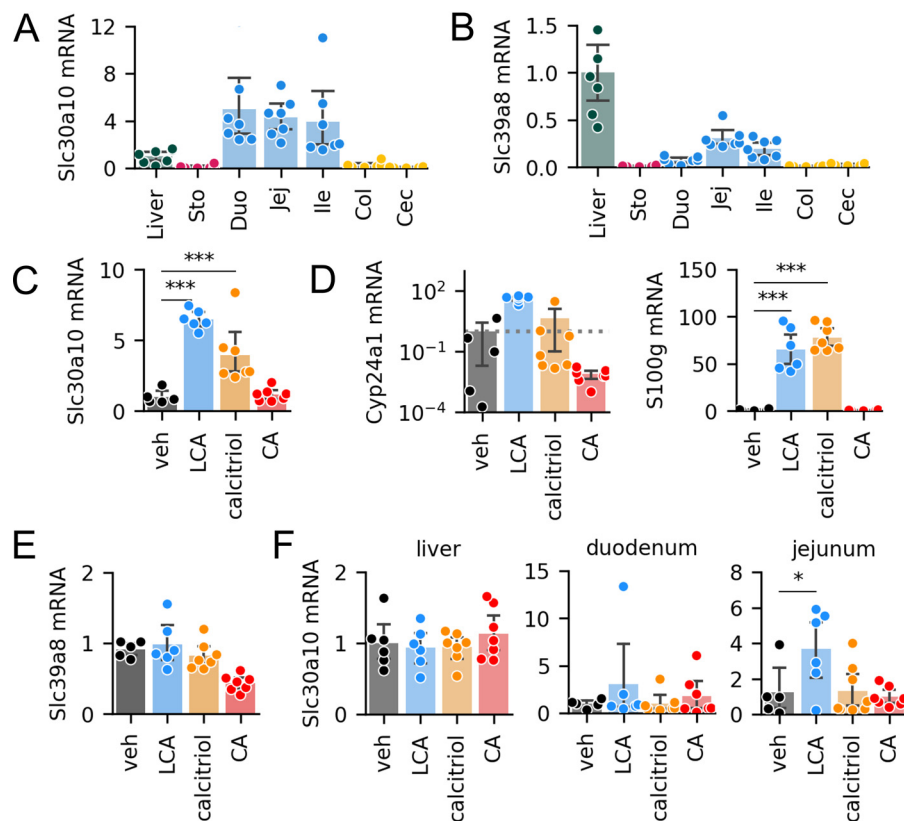 A
Slc30a10 mRNA
12
8
4
0
Liver
Sto
Duo
Jej
Ile
Col
Cec
B
Slc39a8 mRNA
1.5
1.0
0.5
0.0
Liver
Sto
Duo
Jej
Ile
Col
Cec
C
Slc30a10 mRNA
10
5
0
***
***
veh
LCA
calcitriol
CA
D
Cyp24a1 mRNA
10²
10⁻¹
10⁻⁴
veh
LCA
calcitriol
CA
S100g mRNA
150
100
50
0
***
***
veh
LCA
calcitriol
CA
E
Slc39a8 mRNA
2
1
0
veh
LCA
calcitriol
CA
F
Slc30a10 mRNA
liver
2
1
0
veh
LCA
calcitriol
CA
duodenum
15
10
5
0
veh
LCA
calcitriol
CA
jejunum
8
6
4
2
0
*
veh
LCA
calcitriol
CA